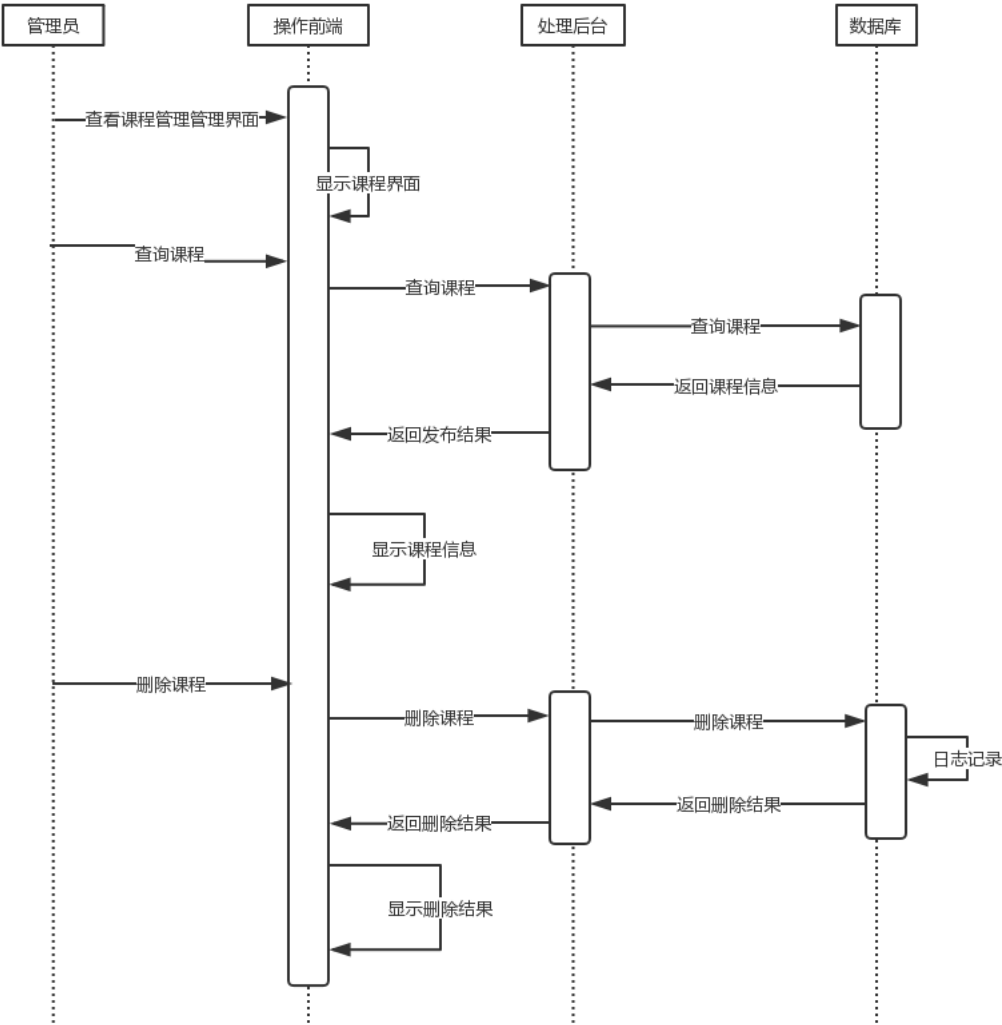 管理员
操作前端
处理后台
数据库
查看课程管理管理界面
显示课程界面
查询课程
查询课程
查询课程
返回课程信息
返回发布结果
显示课程信息
删除课程
删除课程
删除课程
日志记录
返回删除结果
返回删除结果
显示删除结果